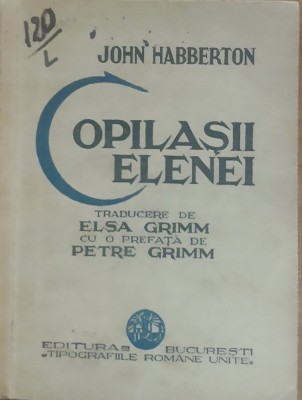 120/L
JOHN HABBERTON
COPILAȘII
ELENEI
TRADUCERE DE
ELSA GRIMM
CU O PREFAȚĂ DE
PETRE GRIMM
EDITURA BUCUREȘTI
„TIPOGRAFIILE ROMÂNE UNITE"